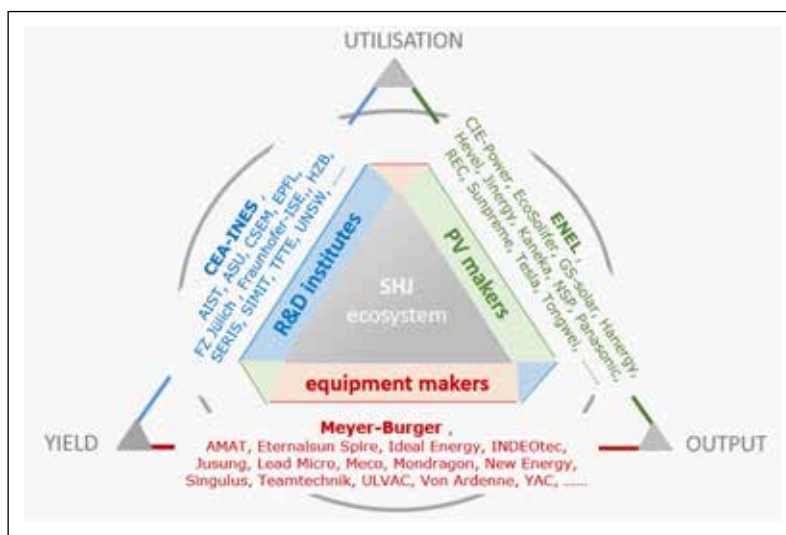 UTILISATION
CEA-INES ,
AIST, ASU, CSEM, EPFL,
FZ Jülich , Fraunhofer-ISE,, HZB,
SERIS, SIMIT, TFTE, UNSW, .....
R&D institutes
ENEL ,
CIE-Power, EcoSolifer, GS-solar, Hanergy,
Hevel, Jinergy, Kaneka, NSP, Panasonic,
REC, Sunpreme, Tesla, Tongwei, ......
PV makers
SHJ
ecosystem
equipment makers
Meyer-Burger ,
AMAT, Eternalsun Spire, Ideal Energy, INDEOtec,
Jusung, Lead Micro, Meco, Mondragon, New Energy,
Singulus, Teamtechnik, ULVAC, Von Ardenne, YAC, ......
YIELD
OUTPUT